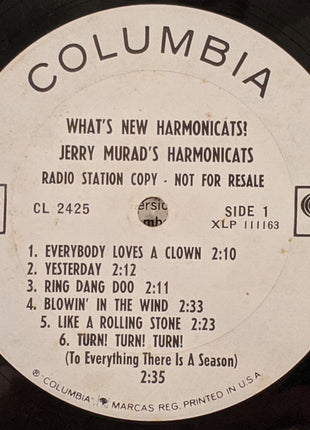 COLUMBIA
WHAT'S NEW HARMONICATS!
JERRY MURAD'S HARMONICATS
RADIO STATION COPY - NOT FOR RESALE
CL 2425
SIDE 1
XLP 111163
1. EVERYBODY LOVES A CLOWN 2:10
2. YESTERDAY 2:12
3. RING DANG DOO 2:11
4. BLOWIN' IN THE WIND 2:33
5. LIKE A ROLLING STONE 2:23
6. TURN! TURN! TURN!
(To Everything There Is A Season)
2:35
® "COLUMBIA" MARCAS REG. PRINTED IN U.S.A.